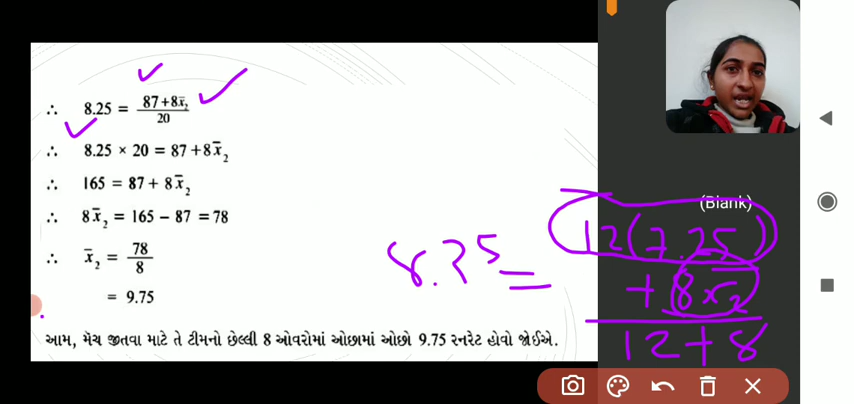 ∴ 8.25 = (87+8x̄₂)/20
∴ 8.25 × 20 = 87 + 8x̄₂
∴ 165 = 87 + 8x̄₂
∴ 8x̄₂ = 165 − 87 = 78
∴ x̄₂ = 78/8
= 9.75
આમ, મૅચ જીતવા માટે તે ટીમનો છેલ્લી 8 ઓવરોમાં ઓછામાં ઓછો 9.75 રનરેટ હોવો જોઈએ.
(Blank)
8.25 =
12(7.25)
+ 8x̄₂
12+8